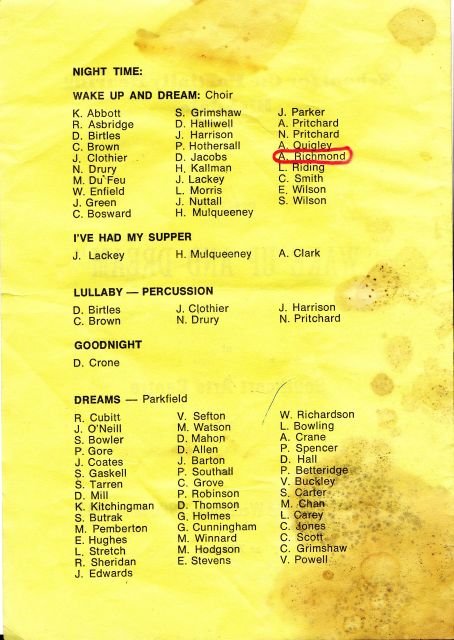 NIGHT TIME:
WAKE UP AND DREAM: Choir
K. Abbott S. Grimshaw J. Parker
R. Asbridge D. Halliwell A. Pritchard
D. Birtles J. Harrison N. Pritchard
C. Brown P. Hothersall A. Quigley
J. Clothier D. Jacobs A. Richmond
N. Drury H. Kallman L. Riding
M. Du'Feu J. Lackey C. Smith
W. Enfield L. Morris E. Wilson
J. Green J. Nuttall S. Wilson
C. Bosward H. Mulqueeney
I'VE HAD MY SUPPER
J. Lackey H. Mulqueeney A. Clark
LULLABY — PERCUSSION
D. Birtles J. Clothier J. Harrison
C. Brown N. Drury N. Pritchard
GOODNIGHT
D. Crone
DREAMS — Parkfield
R. Cubitt V. Sefton W. Richardson
J. O'Neill M. Watson L. Bowling
S. Bowler D. Mahon A. Crane
P. Gore D. Allen P. Spencer
J. Coates J. Barton D. Hall
S. Gaskell P. Southall P. Betteridge
S. Tarren C. Grove V. Buckley
D. Mill P. Robinson S. Carter
K. Kitchingman D. Thomson M. Chan
S. Butrak G. Holmes L. Carey
M. Pemberton G. Cunningham C. Jones
E. Hughes M. Winnard C. Scott
L. Stretch M. Hodgson C. Grimshaw
R. Sheridan E. Stevens V. Powell
J. Edwards